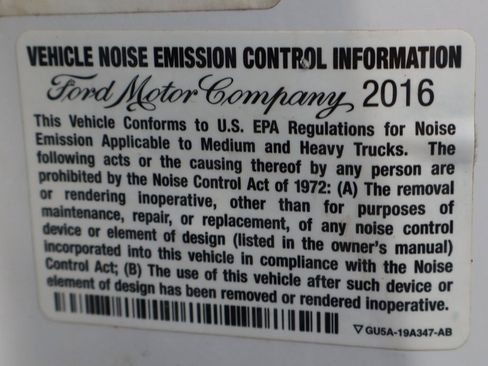 VEHICLE NOISE EMISSION CONTROL INFORMATION
Ford Motor Company 2016
This Vehicle Conforms to U.S. EPA Regulations for Noise
Emission Applicable to Medium and Heavy Trucks. The
following acts or the causing thereof by any person are
prohibited by the Noise Control Act of 1972: (A) The removal
or rendering inoperative, other than for purposes of
maintenance, repair, or replacement, of any noise control
device or element of design (listed in the owner's manual)
incorporated into this vehicle in compliance with the Noise
Control Act; (B) The use of this vehicle after such device or
element of design has been removed or rendered inoperative.
▽ GU5A-19A347-AB